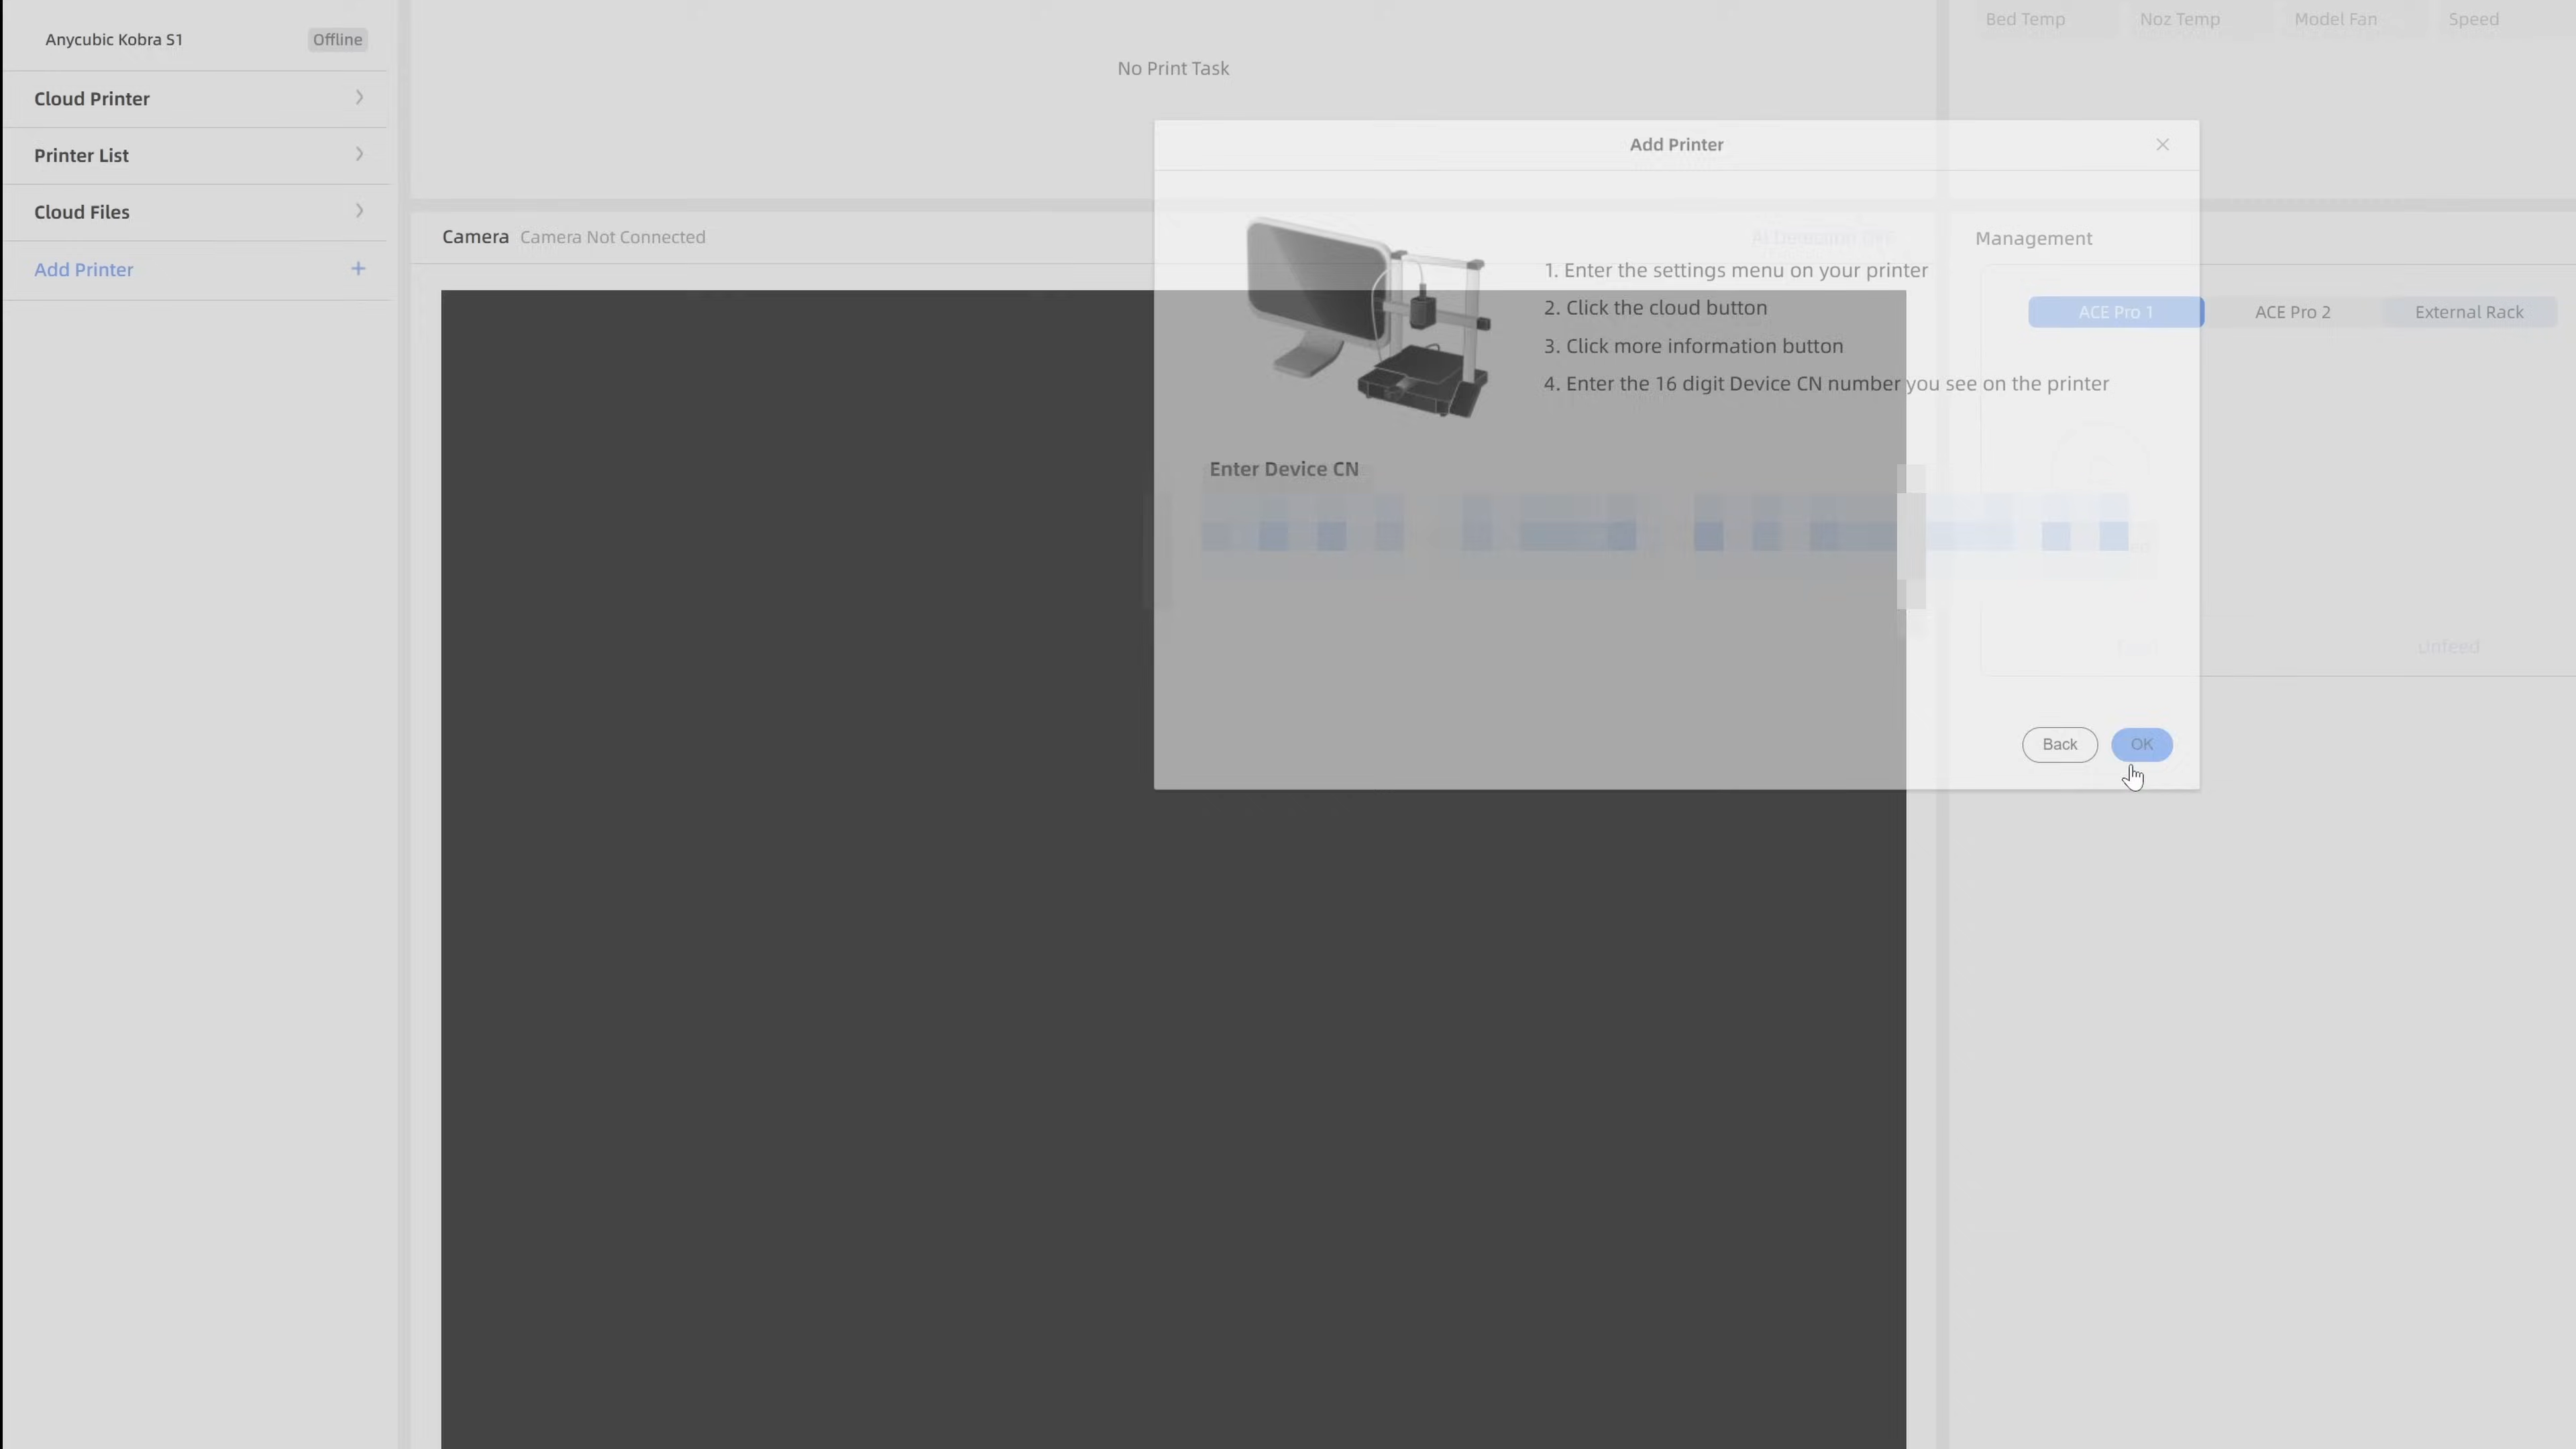 Anycubic Kobra S1 Offline
Cloud Printer
Printer List
Cloud Files
Add Printer +
No Print Task
Bed Temp Noz Temp Model Fan Speed
Camera Camera Not Connected
AI Detection OFF
Management
ACE Pro 1 ACE Pro 2 External Rack
Unfeed
Add Printer
1. Enter the settings menu on your printer
2. Click the cloud button
3. Click more information button
4. Enter the 16 digit Device CN number you see on the printer
Enter Device CN
Back OK